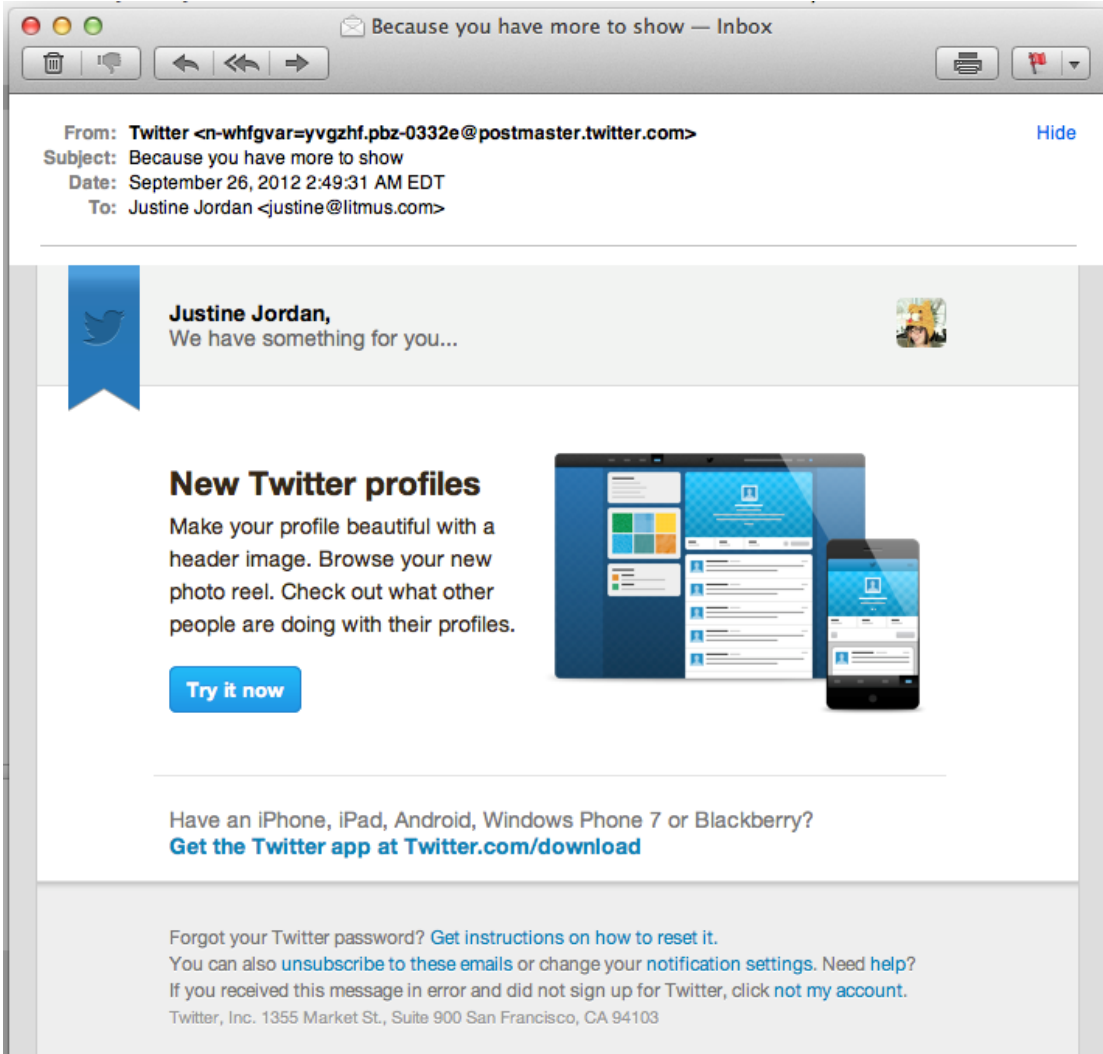 Because you have more to show — Inbox
From: Twitter <n-whfgvar=yvgzhf.pbz-0332e@postmaster.twitter.com>
Hide
Subject: Because you have more to show
Date: September 26, 2012 2:49:31 AM EDT
To: Justine Jordan <justine@litmus.com>
Justine Jordan,
We have something for you...
New Twitter profiles
Make your profile beautiful with a
header image. Browse your new
photo reel. Check out what other
people are doing with their profiles.
Try it now
Have an iPhone, iPad, Android, Windows Phone 7 or Blackberry?
Get the Twitter app at Twitter.com/download
Forgot your Twitter password? Get instructions on how to reset it.
You can also unsubscribe to these emails or change your notification settings. Need help?
If you received this message in error and did not sign up for Twitter, click not my account.
Twitter, Inc. 1355 Market St., Suite 900 San Francisco, CA 94103